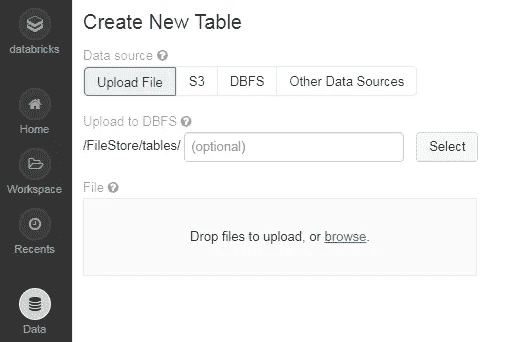 databricks
Home
Workspace
Recents
Data
Create New Table
Data source ?
Upload File S3 DBFS Other Data Sources
Upload to DBFS ?
/FileStore/tables/ (optional) Select
File ?
Drop files to upload, or browse.